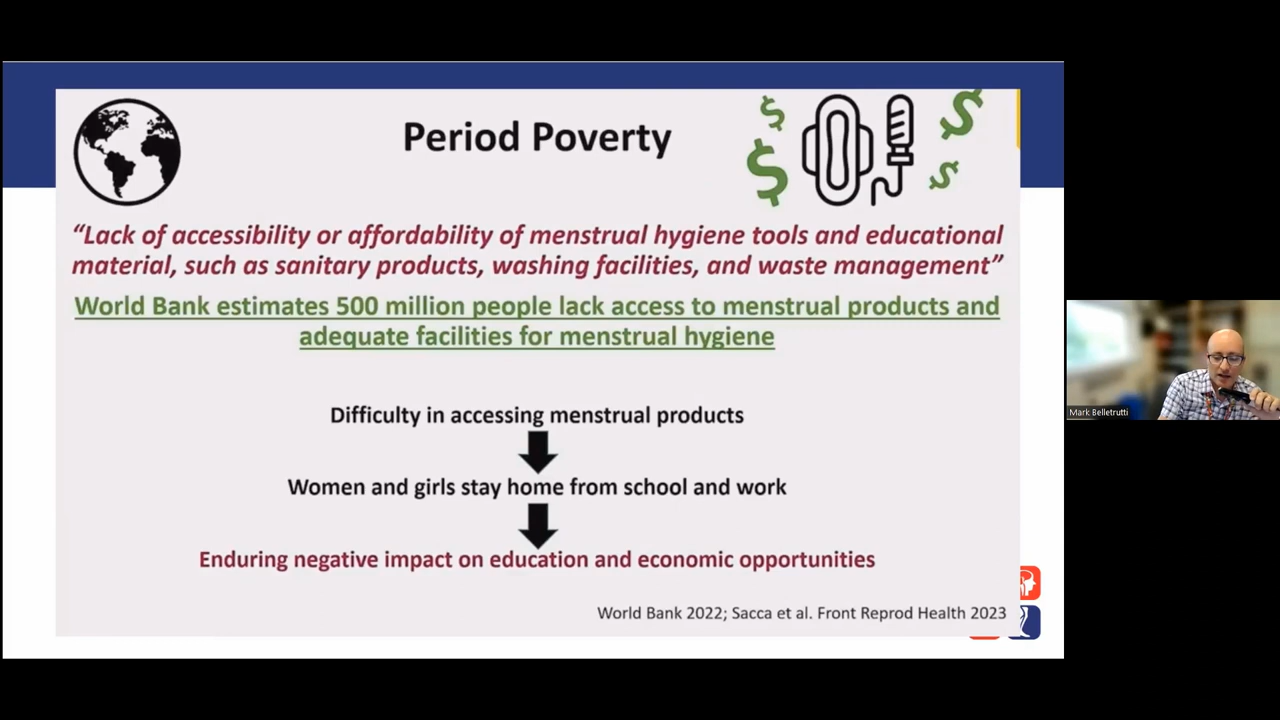 Period Poverty
“Lack of accessibility or affordability of menstrual hygiene tools and educational
material, such as sanitary products, washing facilities, and waste management”
World Bank estimates 500 million people lack access to menstrual products and
adequate facilities for menstrual hygiene
Difficulty in accessing menstrual products
Women and girls stay home from school and work
Enduring negative impact on education and economic opportunities
World Bank 2022; Sacca et al. Front Reprod Health 2023
Mark Belletrutti